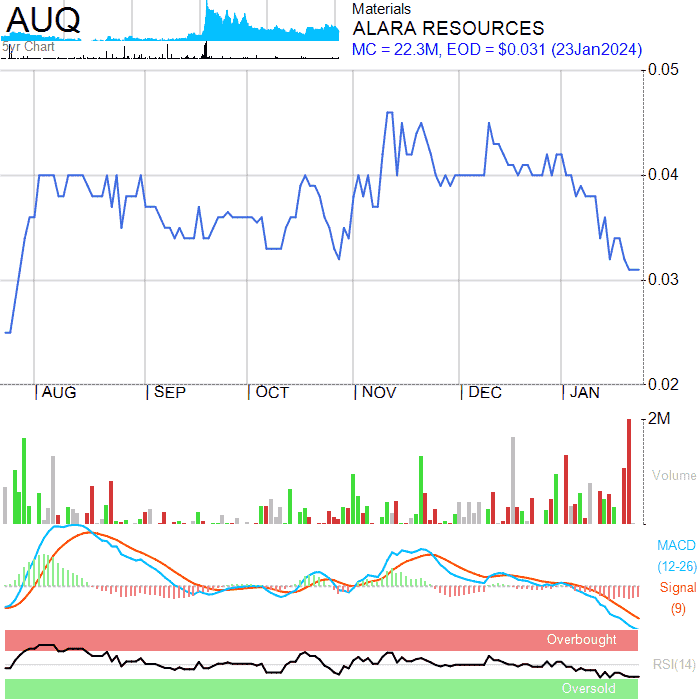 AUQ
5yr Chart
Materials
ALARA RESOURCES
MC = 22.3M, EOD = $0.031 (23Jan2024)
0.05
0.04
0.03
0.02
AUG SEP OCT NOV DEC JAN
2M
Volume
MACD
(12-26)
Signal
(9)
Overbought
RSI(14)
Oversold